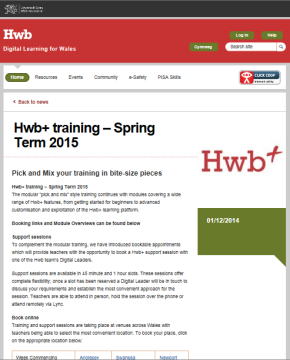 Hwb
Digital Learning for Wales
Log in
Help
Cymraeg
Search site
Home
Resources
Events
Community
e-Safety
PISA Skills
CLICK CEOP
< Back to news
Hwb+ training – Spring
Term 2015
Hwb+
01/12/2014
Pick and Mix your training in bite-size pieces
Hwb+ training – Spring Term 2015
The modular "pick and mix" style training continues with modules covering a wide
range of Hwb+ features, from getting started for beginners to advanced
customisation and exploitation of the Hwb+ learning platform.
Booking links and Module Overviews can be found below
Support sessions
To complement the modular training, we have introduced bookable appointments
which will provide teachers with the opportunity to book a Hwb+ support session with
one of the Hwb team's Digital Leaders.
Support sessions are available in 45 minute and 1 hour slots. These sessions offer
complete flexibility; once a slot has been reserved a Digital Leader will be in touch to
discuss your requirements and establish the most convenient approach for the
session. Teachers are able to attend in person, hold the session over the phone or
attend remotely via Lync.
Book online
Training and support sessions are taking place at venues across Wales with
teachers being able to select the most convenient location. To book your place, click
on the appropriate location below:
Week Commencing
Anglesey
Swansea
Newport